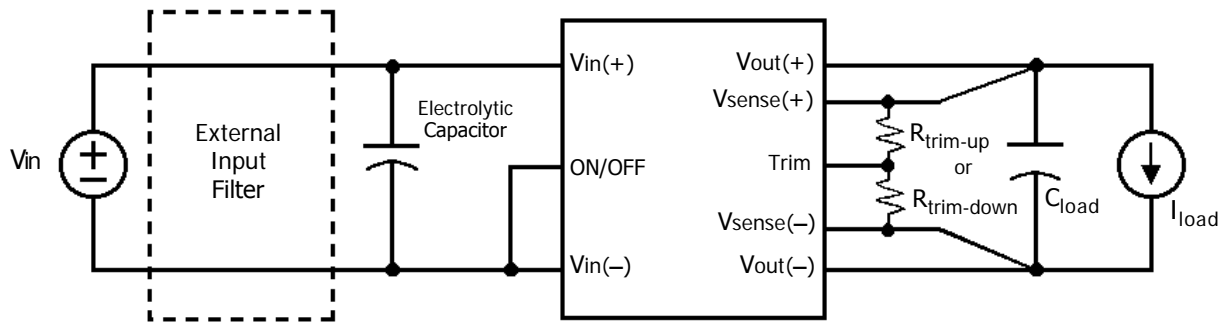 Vin
External
Input
Filter
Electrolytic
Capacitor
Vin(+)
ON/OFF
Vin(–)
Vout(+)
Vsense(+)
Trim
Vsense(–)
Vout(–)
Rtrim-up
or
Rtrim-down
Cload
Iload